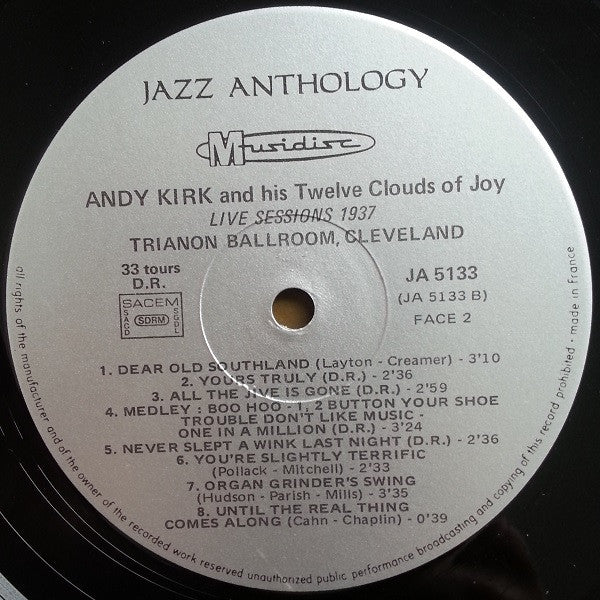 JAZZ ANTHOLOGY
Musidisc
ANDY KIRK and his Twelve Clouds of Joy
LIVE SESSIONS 1937
TRIANON BALLROOM, CLEVELAND
33 tours
D.R.
SACEM
SACD
SDRM
SGDL
JA 5133
(JA 5133 B)
FACE 2
1. DEAR OLD SOUTHLAND (Layton - Creamer) - 3'10
2. YOURS TRULY (D.R.) - 2'36
3. ALL THE JIVE IS GONE (D.R.) - 2'59
4. MEDLEY : BOO HOO - 1, 2 BUTTON YOUR SHOE
TROUBLE DON'T LIKE MUSIC -
ONE IN A MILLION (D.R.) - 3'24
5. NEVER SLEPT A WINK LAST NIGHT (D.R.) - 2'36
6. YOU'RE SLIGHTLY TERRIFIC
(Pollack - Mitchell) - 2'33
7. ORGAN GRINDER'S SWING
(Hudson - Parish - Mills) - 3'35
8. UNTIL THE REAL THING
COMES ALONG (Cahn - Chaplin) - 0'39
all rights of the manufacturer and of the owner of the recorded work reserved unauthorized public performance broadcasting and copying of this record prohibited - made in France